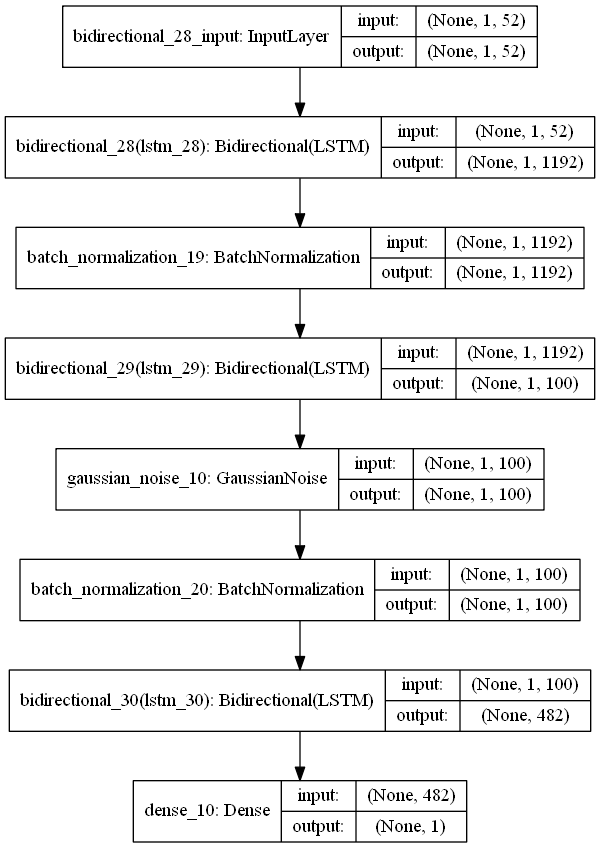 bidirectional_28_input: InputLayer
input: (None, 1, 52)
output: (None, 1, 52)
bidirectional_28(lstm_28): Bidirectional(LSTM)
input: (None, 1, 52)
output: (None, 1, 1192)
batch_normalization_19: BatchNormalization
input: (None, 1, 1192)
output: (None, 1, 1192)
bidirectional_29(lstm_29): Bidirectional(LSTM)
input: (None, 1, 1192)
output: (None, 1, 100)
gaussian_noise_10: GaussianNoise
input: (None, 1, 100)
output: (None, 1, 100)
batch_normalization_20: BatchNormalization
input: (None, 1, 100)
output: (None, 1, 100)
bidirectional_30(lstm_30): Bidirectional(LSTM)
input: (None, 1, 100)
output: (None, 482)
dense_10: Dense
input: (None, 482)
output: (None, 1)